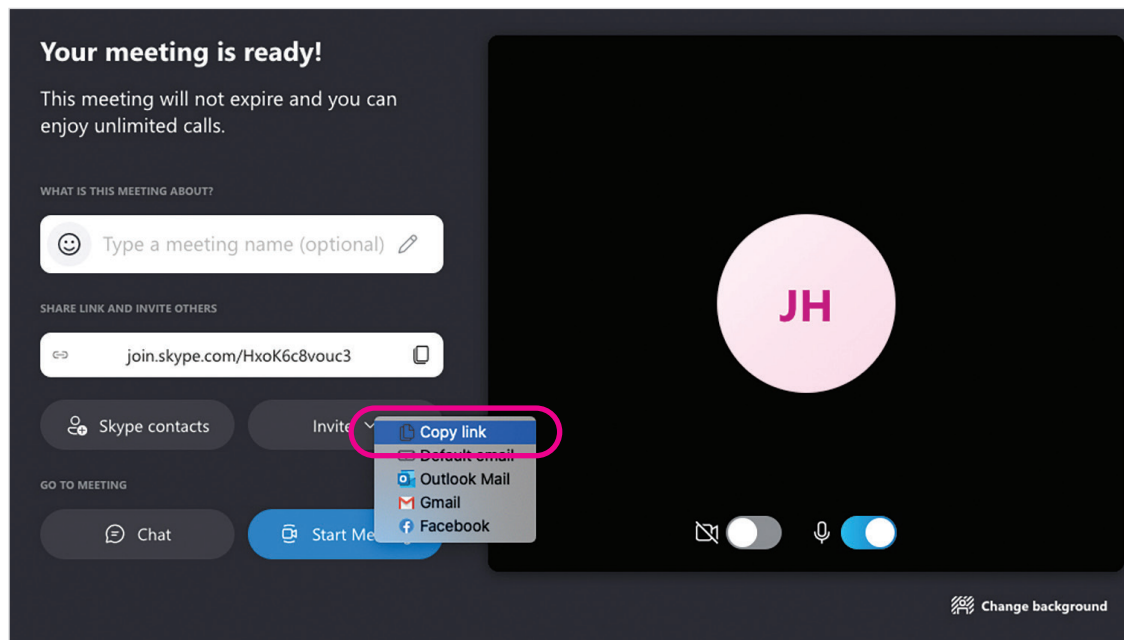 Your meeting is ready!
This meeting will not expire and you can
enjoy unlimited calls.
WHAT IS THIS MEETING ABOUT?
Type a meeting name (optional)
SHARE LINK AND INVITE OTHERS
join.skype.com/HxoK6c8vouc3
Skype contacts
Invite
Copy link
Default email
Outlook Mail
Gmail
Facebook
GO TO MEETING
Chat
Start Me
JH
Change background